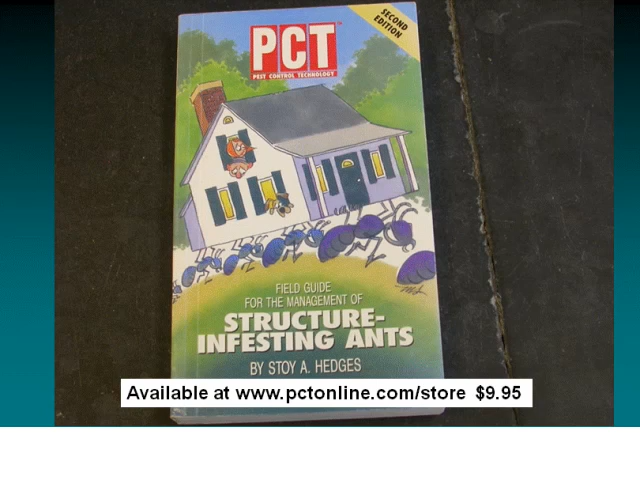 SECOND
EDITION
PCT
PEST CONTROL TECHNOLOGY
FIELD GUIDE
FOR THE MANAGEMENT OF
STRUCTURE-
INFESTING ANTS
BY STOY A. HEDGES
Available at www.pctonline.com/store $9.95